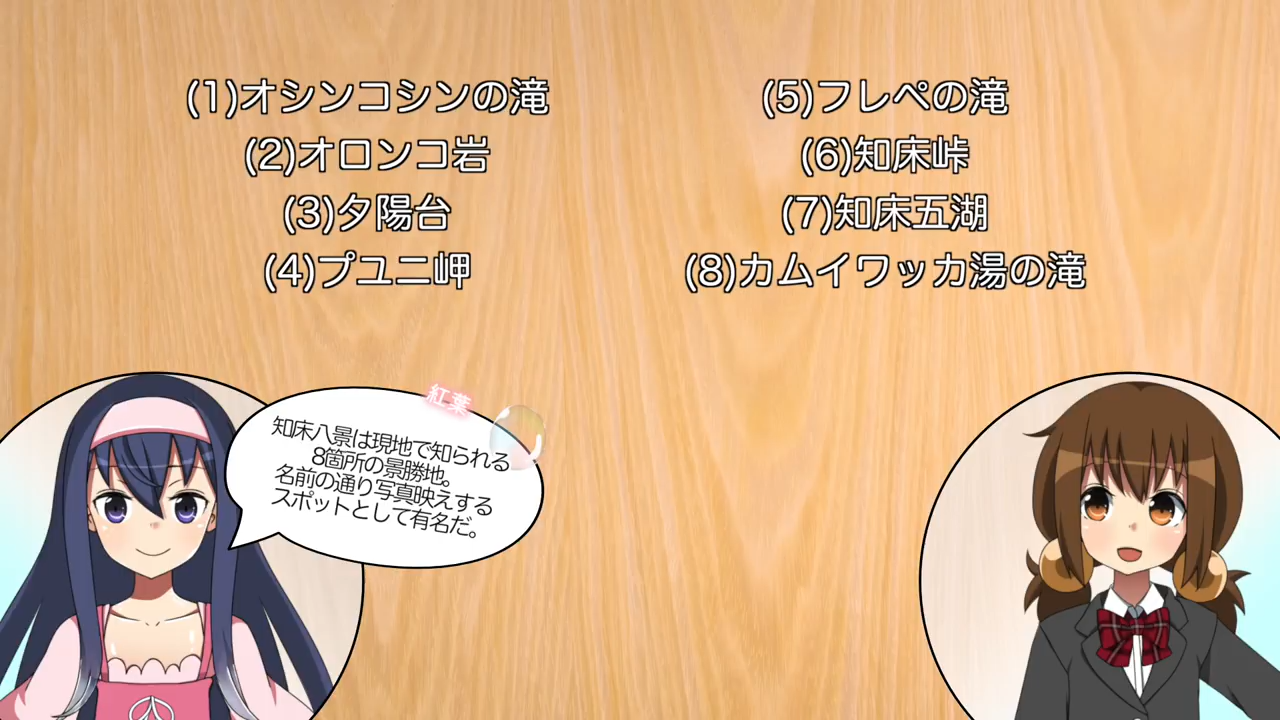 (1)オシンコシンの滝
(2)オロンコ岩
(3)夕陽台
(4)プユニ岬
(5)フレペの滝
(6)知床峠
(7)知床五湖
(8)カムイワッカ湯の滝
紅葉
知床八景は現地で知られる
8箇所の景勝地。
名前の通り写真映えする
スポットとして有名だ。